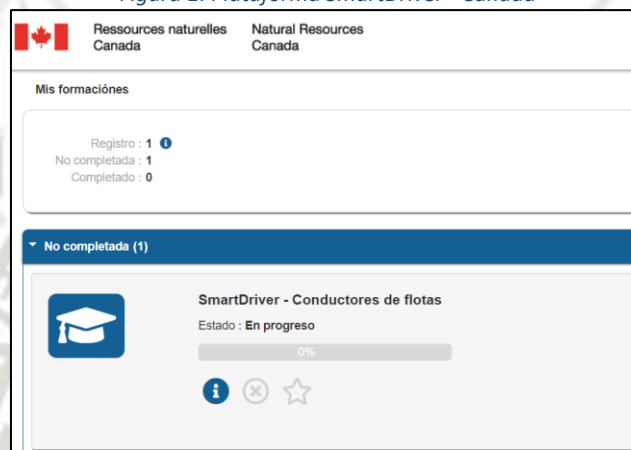 Ressources naturelles Natural Resources
Canada Canada
Mis formaciónes
Registro : 1
No completada : 1
Completado : 0
No completada (1)
SmartDriver - Conductores de flotas
Estado : En progreso
0%